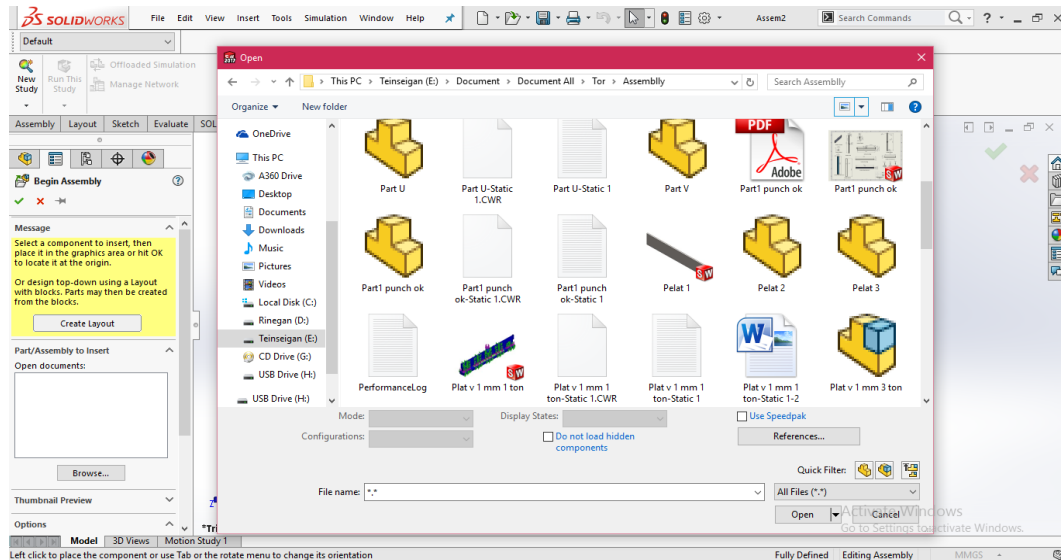 SOLIDWORKS File Edit View Insert Tools Simulation Window Help Assem2 Search Commands ?
Default
New Study
Run This Study
Offloaded Simulation
Manage Network
Assembly Layout Sketch Evaluate SOL
Begin Assembly
Message
Select a component to insert, then
place it in the graphics area or hit OK
to locate it at the origin.
Or design top-down using a Layout
with blocks. Parts may then be created
from the blocks.
Create Layout
Part/Assembly to Insert
Open documents:
Browse...
Thumbnail Preview
Options
*Tri
Model 3D Views Motion Study 1
Left click to place the component or use Tab or the rotate menu to change its orientation
Fully Defined Editing Assembly MMGS
Open
This PC > Teinseigan (E:) > Document > Document All > Tor > Assemblly
Search Assemblly
Organize New folder
OneDrive
This PC
A360 Drive
Desktop
Documents
Downloads
Music
Pictures
Videos
Local Disk (C:)
Rinegan (D:)
Teinseigan (E:)
CD Drive (G:)
USB Drive (H:)
USB Drive (H:)
PDF
Adobe
Part U
Part U-Static
1.CWR
Part U-Static 1
Part V
Part1 punch ok
Part1 punch ok
Part1 punch ok
Part1 punch
ok-Static 1.CWR
Part1 punch
ok-Static 1
Pelat 1
Pelat 2
Pelat 3
PerformanceLog
Plat v 1 mm 1 ton
Plat v 1 mm 1
ton-Static 1.CWR
Plat v 1 mm 1
ton-Static 1
Plat v 1 mm 1
ton-Static 1-2
Plat v 1 mm 3 ton
Mode:
Display States:
Use Speedpak
Configurations:
Do not load hidden
components
References...
Quick Filter:
File name: *.*
All Files (*.*)
Open
Cancel
Activate Windows
Go to Settings to activate Windows.